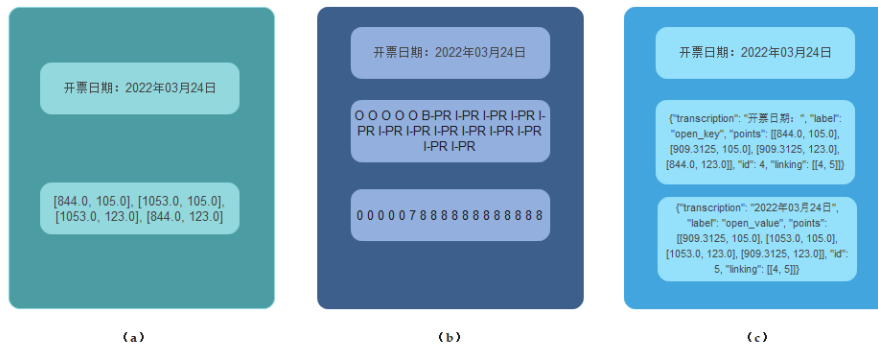 开票日期：2022年03月24日
[844.0, 105.0], [1053.0, 105.0],
[1053.0, 123.0], [844.0, 123.0]
(a)
开票日期：2022年03月24日
O O O O O B-PR I-PR I-PR I-PR I-
PR I-PR I-PR I-PR I-PR I-PR I-PR
I-PR I-PR
0 0 0 0 0 7 8 8 8 8 8 8 8 8 8 8 8 8
(b)
开票日期：2022年03月24日
{"transcription": "开票日期：", "label":
"open_key", "points": [[844.0, 105.0],
[909.3125, 105.0], [909.3125, 123.0],
[844.0, 123.0]], "id": 4, "linking": [[4, 5]]}
{"transcription": "2022年03月24日",
"label": "open_value", "points":
[[909.3125, 105.0], [1053.0, 105.0],
[1053.0, 123.0], [909.3125, 123.0]], "id":
5, "linking": [[4, 5]]}
(c)